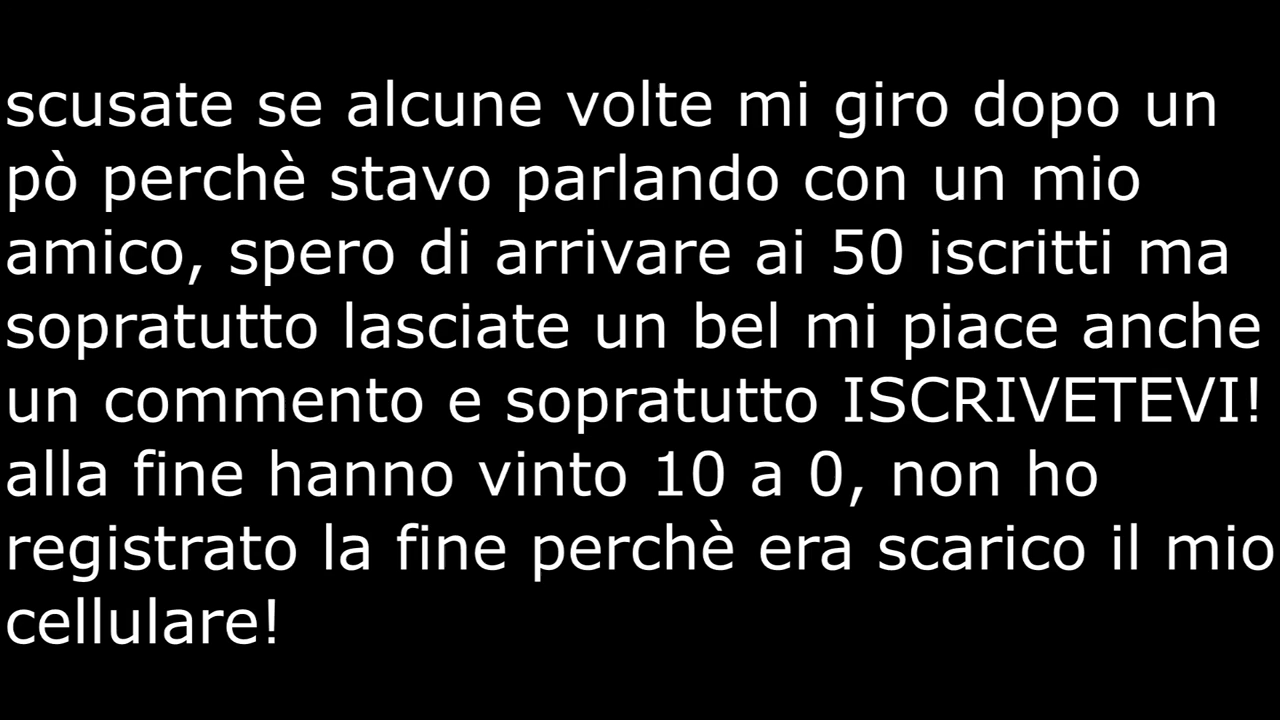 scusate se alcune volte mi giro dopo un
pò perchè stavo parlando con un mio
amico, spero di arrivare ai 50 iscritti ma
sopratutto lasciate un bel mi piace anche
un commento e sopratutto ISCRIVETEVI!
alla fine hanno vinto 10 a 0, non ho
registrato la fine perchè era scarico il mio
cellulare!